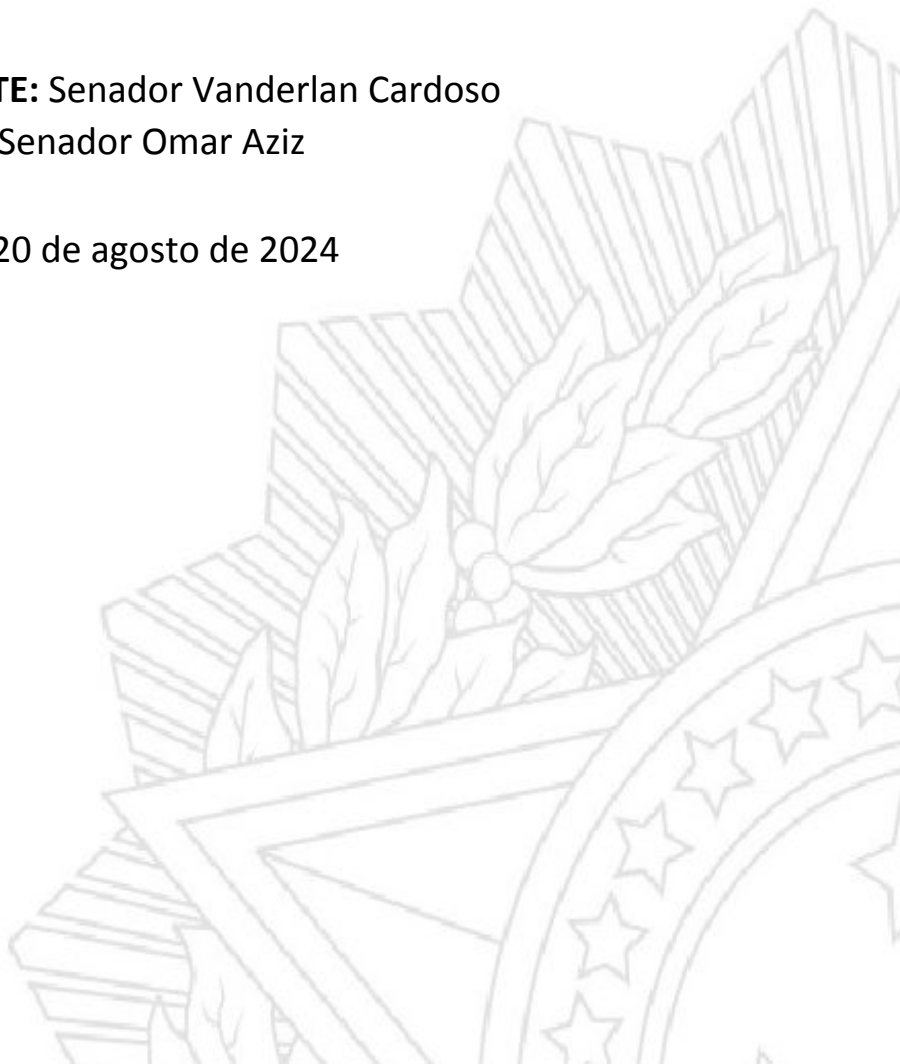 TE: Senador Vanderlan Cardoso
Senador Omar Aziz
20 de agosto de 2024